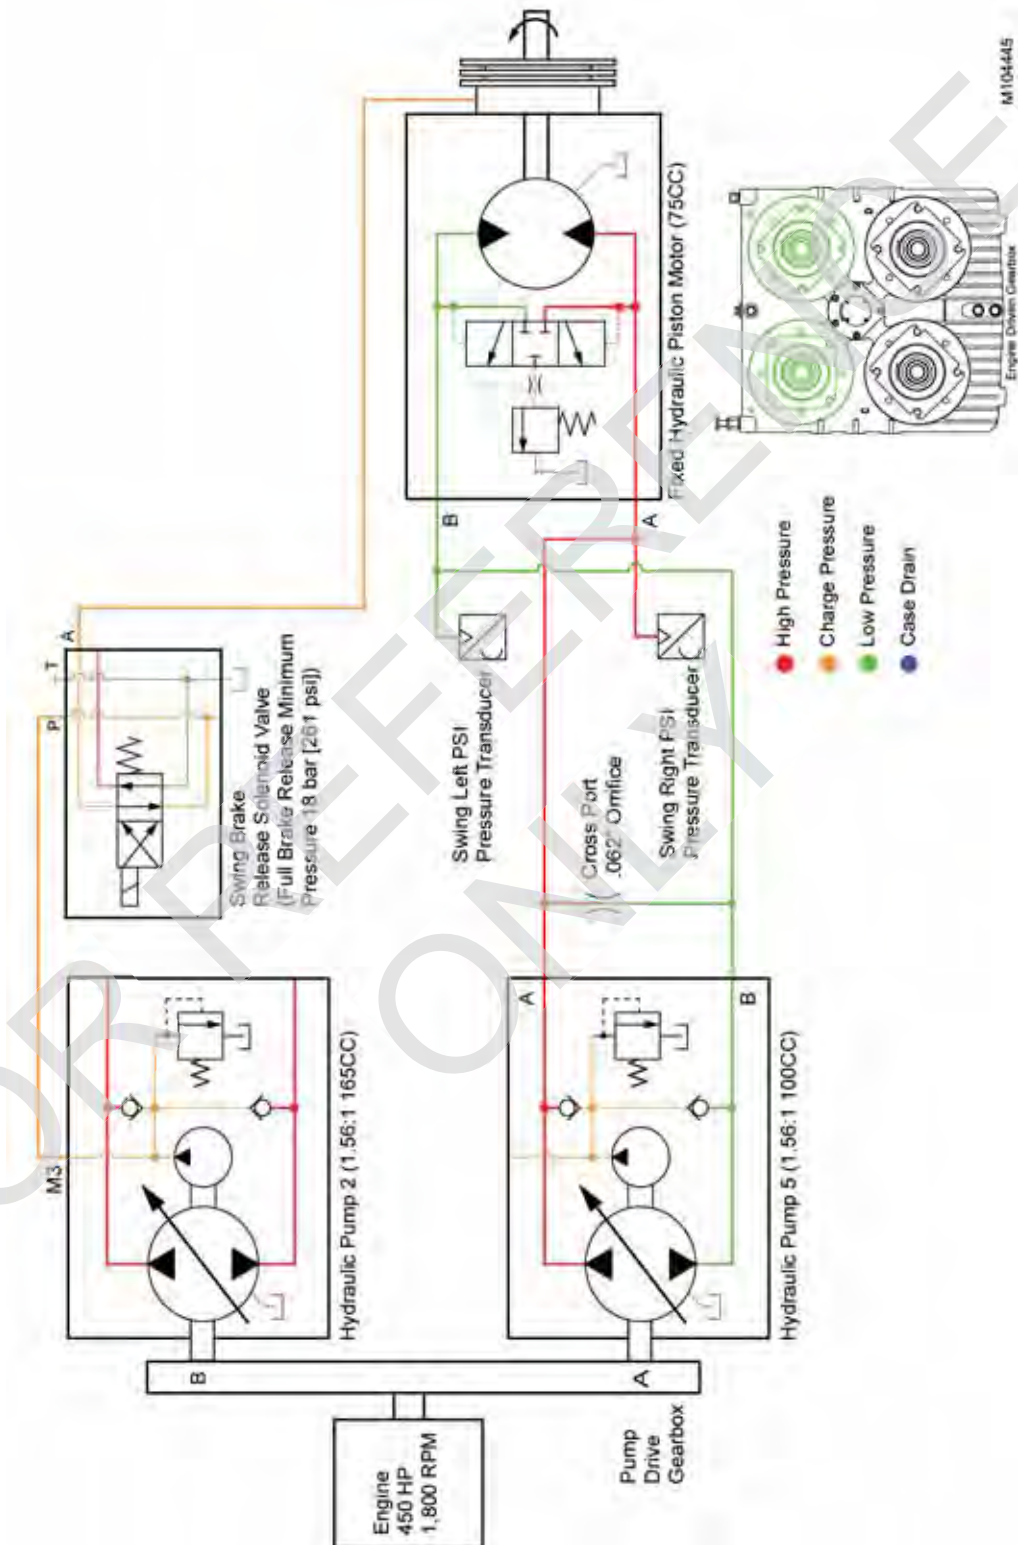 Engine
450 HP
1,800 RPM
Pump
Drive
Gearbox
B
A
Hydraulic Pump 2 (1.56:1 165CC)
M3
Hydraulic Pump 5 (1.56:1 100CC)
A
B
Swing Brake
Release Solenoid Valve
(Full Brake Release Minimum
Pressure 18 bar [261 psi])
P
T
A
Swing Left PSI
Pressure Transducer
Cross Port
.062" Orifice
Swing Right PSI
Pressure Transducer
B
A
Fixed Hydraulic Piston Motor (75CC)
High Pressure
Charge Pressure
Low Pressure
Case Drain
Engine Driven Gearbox
M104445
OR REFERENCE
ONLY